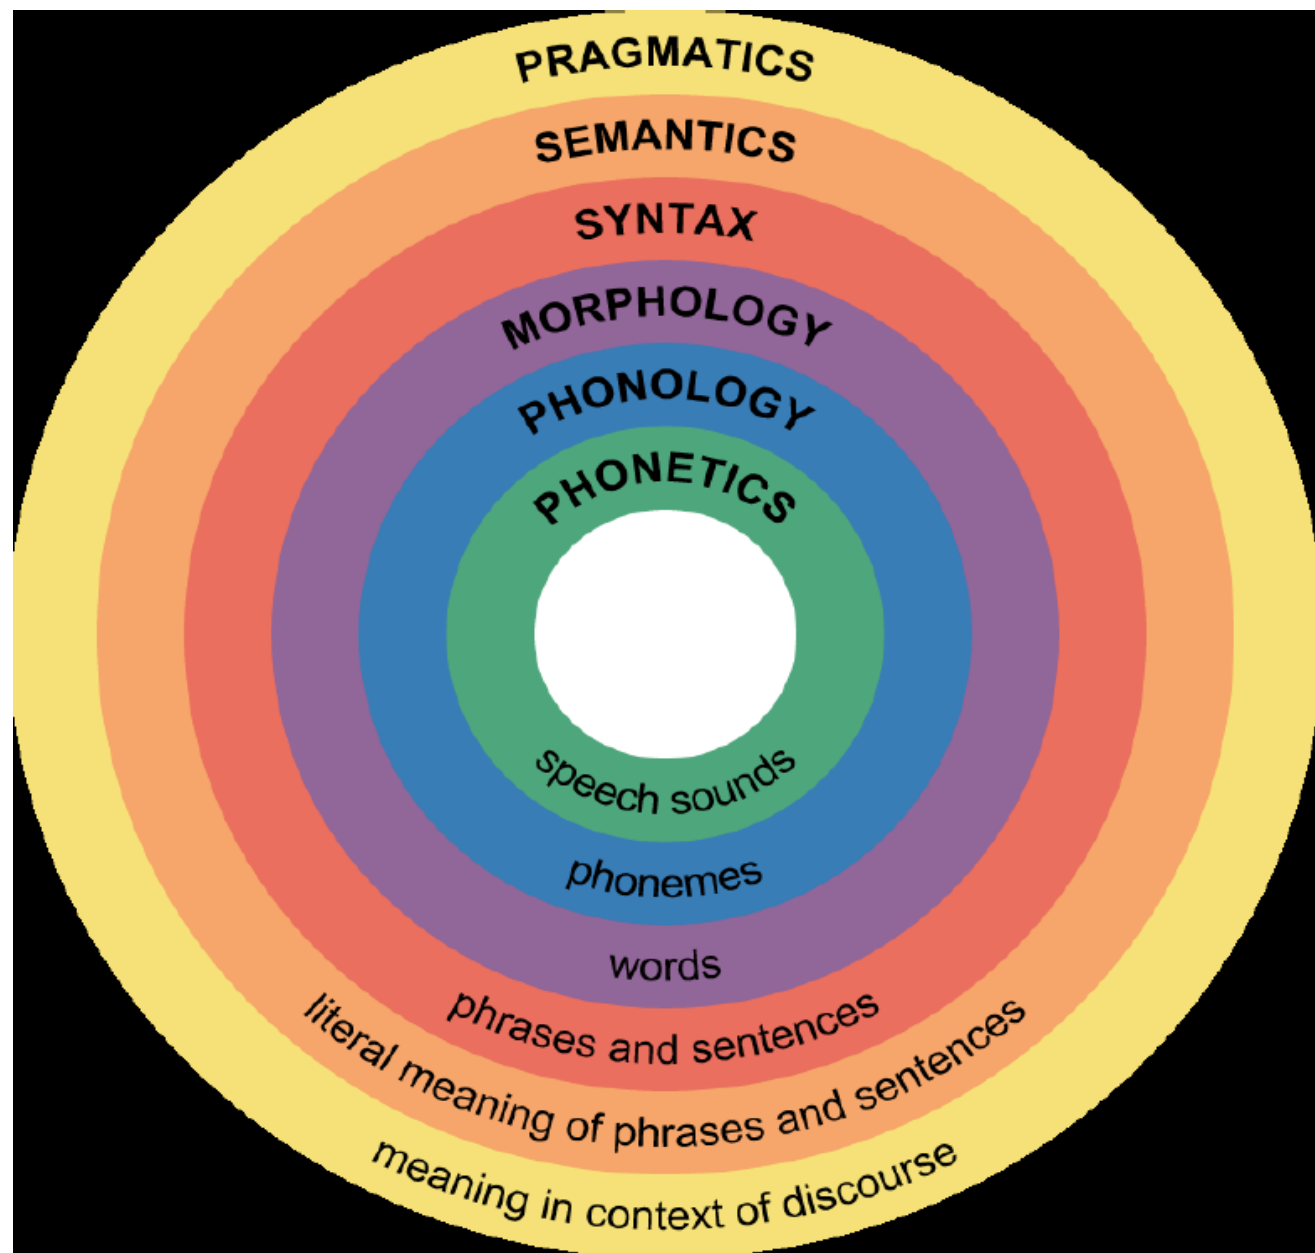 PRAGMATICS
SEMANTICS
SYNTAX
MORPHOLOGY
PHONOLOGY
PHONETICS
speech sounds
phonemes
words
phrases and sentences
literal meaning of phrases and sentences
meaning in context of discourse